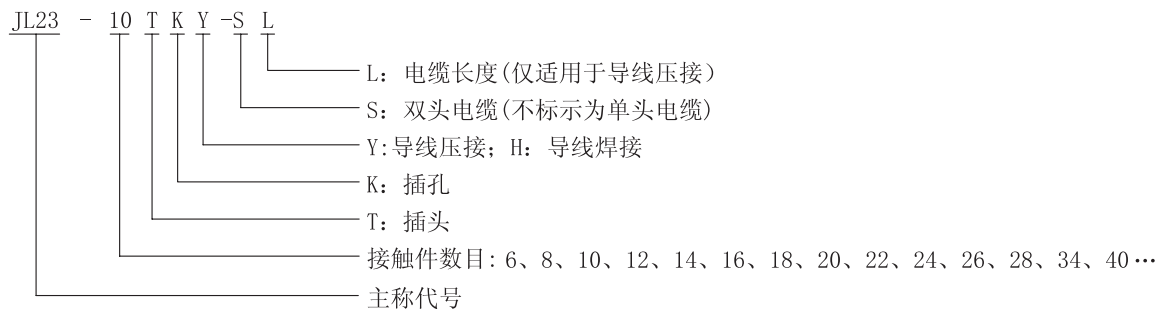 JL23 - 10 T K Y -S L
L：电缆长度(仅适用于导线压接）
S：双头电缆(不标示为单头电缆)
Y:导线压接；H：导线焊接
K：插孔
T：插头
接触件数目: 6、8、10、12、14、16、18、20、22、24、26、28、34、40…
主称代号